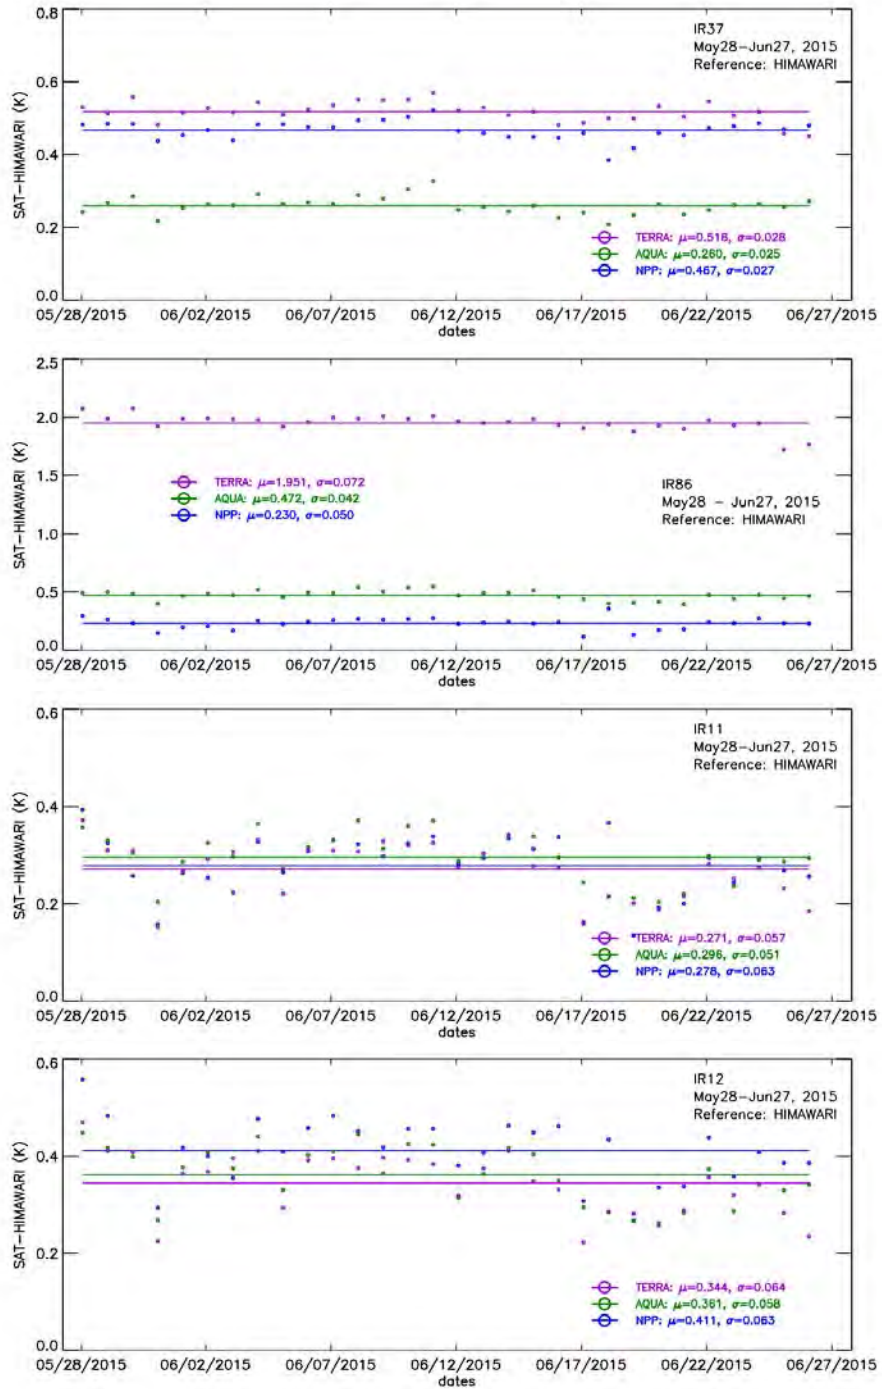 0.8
IR37
May28-Jun27, 2015
Reference: HIMAWARI
0.6
0.4
0.2
0.0
SAT-HIMAWARI (K)
TERRA: μ=0.518, σ=0.028
AQUA: μ=0.260, σ=0.025
NPP: μ=0.467, σ=0.027
05/28/2015 06/02/2015 06/07/2015 06/12/2015 06/17/2015 06/22/2015 06/27/2015
dates
2.5
2.0
1.5
1.0
0.5
0.0
SAT-HIMAWARI (K)
TERRA: μ=1.951, σ=0.072
AQUA: μ=0.472, σ=0.042
NPP: μ=0.230, σ=0.050
IR86
May28 - Jun27, 2015
Reference: HIMAWARI
05/28/2015 06/02/2015 06/07/2015 06/12/2015 06/17/2015 06/22/2015 06/27/2015
dates
0.6
IR11
May28-Jun27, 2015
Reference: HIMAWARI
0.4
0.2
0.0
SAT-HIMAWARI (K)
TERRA: μ=0.271, σ=0.057
AQUA: μ=0.296, σ=0.051
NPP: μ=0.278, σ=0.063
05/28/2015 06/02/2015 06/07/2015 06/12/2015 06/17/2015 06/22/2015 06/27/2015
dates
0.6
IR12
May28-Jun27, 2015
Reference: HIMAWARI
0.4
0.2
0.0
SAT-HIMAWARI (K)
TERRA: μ=0.344, σ=0.064
AQUA: μ=0.361, σ=0.058
NPP: μ=0.411, σ=0.063
05/28/2015 06/02/2015 06/07/2015 06/12/2015 06/17/2015 06/22/2015 06/27/2015
dates